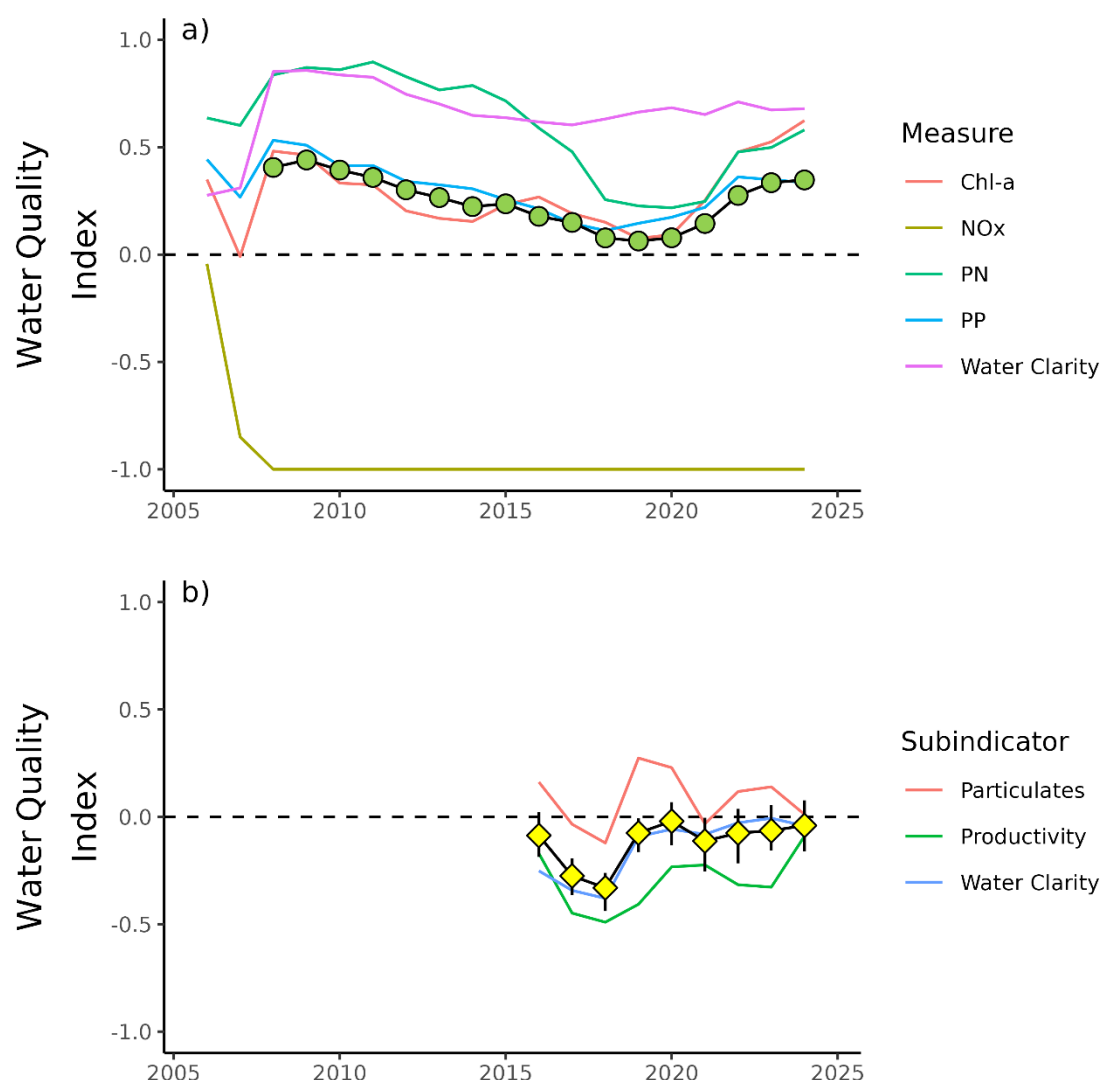 a)
Water Quality
Index
1.0
0.5
0.0
-0.5
-1.0
2005 2010 2015 2020 2025
Measure
Chl-a
NOx
PN
PP
Water Clarity
b)
Water Quality
Index
1.0
0.5
0.0
-0.5
-1.0
2005 2010 2015 2020 2025
Subindicator
Particulates
Productivity
Water Clarity